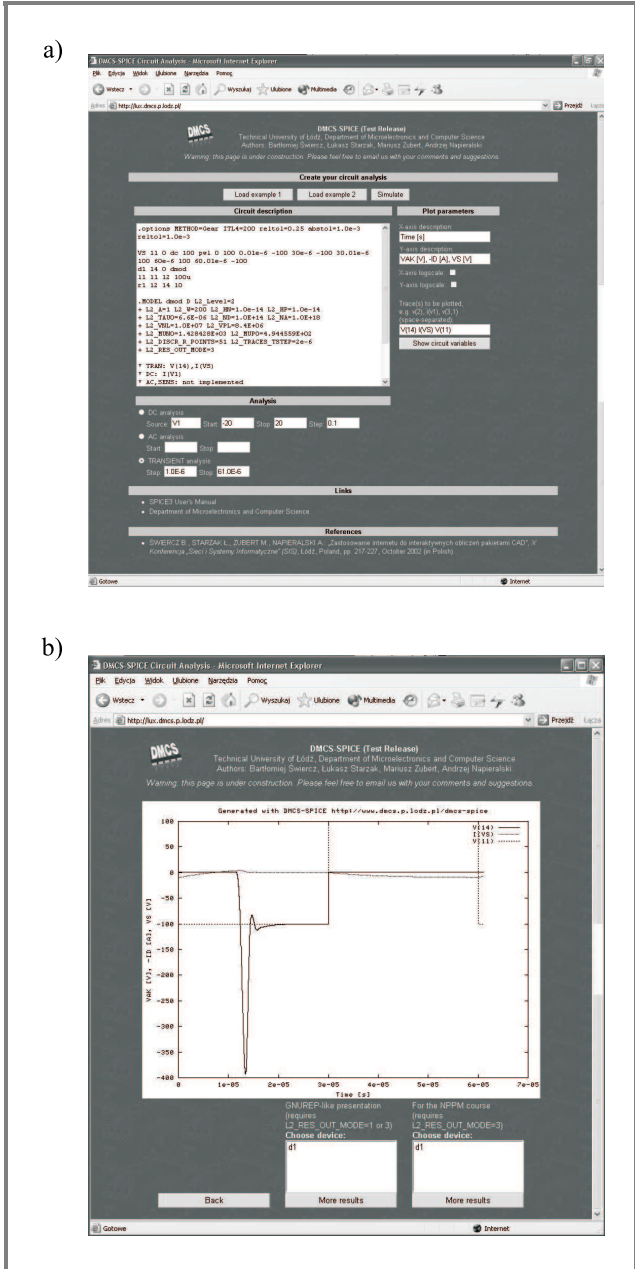 a)
DMCS-SPICE Circuit Analysis - Microsoft Internet Explorer
Plik Edycja Widok Ulubione Narzędzia Pomoc
Wstecz Wyszukaj Ulubione Multimedia
Adres http://lux.dmcs.p.lodz.pl/ Przejdź Łącza
DMCS
DMCS SPICE (Test Release)
Technical University of Łódź, Department of Microelectronics and Computer Science
Authors: Bartłomiej Świercz, Łukasz Starzak, Mariusz Zubert, Andrzej Napieralski
Warning: this page is under construction. Please feel free to email us with your comments and suggestions.
Create your circuit analysis
Load example 1 Load example 2 Simulate
Circuit description
.options METHOD=Gear ITL4=200 reltol=0.25 abstol=1.0e-3
reltol=1.0e-3
VS 11 0 dc 100 pwl 0 100 0.01e-6 -100 30e-6 -100 30.01e-6
100 60e-6 100 60.01e-6 -100
d1 14 0 dmod
l1 11 12 100u
r1 12 14 10
.MODEL dmod D L2_Level=2
+ L2_A=1 L2_W=200 L2_NN=1.0e-14 L2_NP=1.0e-14
+ L2_TAUO=6.6E-06 L2_ND=1.0E+14 L2_NA=1.0E+18
+ L2_VNL=1.0E+07 L2_VPL=8.4E+06
+ L2_MUNO=1.428428E+03 L2_MUPO=4.944559E+02
+ L2_DISCR_R_POINTS=51 L2_TRACES_TSTEP=2e-6
+ L2_RES_OUT_MODE=3
* TRAN: V(14),I(VS)
* DC: I(V1)
* AC,SENS: not implemented
Plot parameters
X-axis description
Time [s]
Y-axis description
VAK [V], -ID [A], VS [V]
X-axis logscale:
Y-axis logscale:
Trace(s) to be plotted,
e.g. v(2), i(vr), v(3,1)
(space-separated):
V(14) I(VS) V(11)
Show circuit variables
Analysis
DC analysis
Source: V1 Start: -20 Stop: 20 Step: 0.1
AC analysis
Start: Stop:
TRANSIENT analysis
Step: 1.0E-6 Stop: 61.0E-6
Links
SPICE3 User's Manual
Department of Microelectronics and Computer Science
References
ŚWIERCZ B., STARZAK Ł., ZUBERT M., NAPIERALSKI A.: „Zastosowanie internetu do interaktywnych obliczeń pakietami CAD", X
Konferencja „Sieci i Systemy Informatyczne" (SIS), Łódź, Poland, pp. 217-227, October 2002 (in Polish)
Gotowe Internet
b)
DMCS-SPICE Circuit Analysis - Microsoft Internet Explorer
Plik Edycja Widok Ulubione Narzędzia Pomoc
Wstecz Wyszukaj Ulubione Multimedia
Adres http://lux.dmcs.p.lodz.pl/ Przejdź Łącza
DMCS
DMCS-SPICE (Test Release)
Technical University of Łódź, Department of Microelectronics and Computer Science
Authors: Bartłomiej Świercz, Łukasz Starzak, Mariusz Zubert, Andrzej Napieralski
Warning: this page is under construction. Please feel free to email us with your comments and suggestions.
Generated with DMCS-SPICE http://www.dmcs.p.lodz.pl/dmcs-spice
V(14)
I(VS)
V(11)
100
50
0
-50
-100
-150
-200
-250
-300
-350
-400
VAK [V], -ID [A], VS [V]
0 1e-05 2e-05 3e-05 4e-05 5e-05 6e-05 7e-05
Time [s]
GNUREP-like presentation
(requires
L2_RES_OUT_MODE=1 or 3)
Choose device:
d1
For the NPPM course
(requires
L2_RES_OUT_MODE=3)
Choose device:
d1
Back More results More results
Gotowe Internet